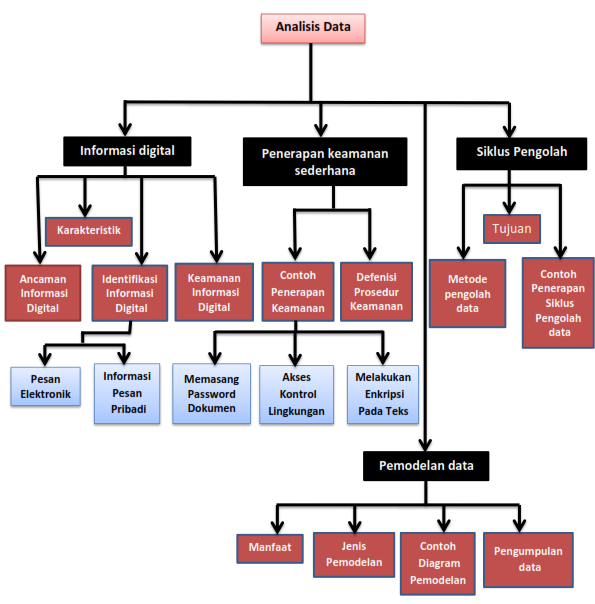 Analisis Data
Informasi digital
Penerapan keamanan
sederhana
Siklus Pengolah
Karakteristik
Tujuan
Ancaman
Informasi
Digital
Identifikasi
Informasi
Digital
Keamanan
Informasi
Digital
Contoh
Penerapan
Keamanan
Defenisi
Prosedur
Keamanan
Metode
pengolah
data
Contoh
Penerapan
Siklus
Pengolah
data
Pesan
Elektronik
Informasi
Pesan
Pribadi
Memasang
Password
Dokumen
Akses
Kontrol
Lingkungan
Melakukan
Enkripsi
Pada Teks
Pemodelan data
Manfaat
Jenis
Pemodelan
Contoh
Diagram
Pemodelan
Pengumpulan
data